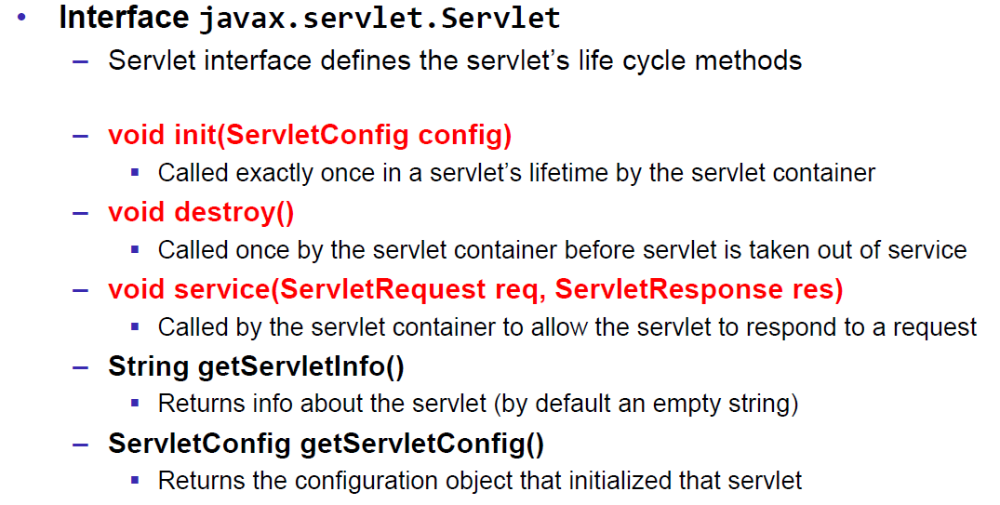 • Interface javax.servlet.Servlet
– Servlet interface defines the servlet’s life cycle methods
– void init(ServletConfig config)
▪ Called exactly once in a servlet’s lifetime by the servlet container
– void destroy()
▪ Called once by the servlet container before servlet is taken out of service
– void service(ServletRequest req, ServletResponse res)
▪ Called by the servlet container to allow the servlet to respond to a request
– String getServletInfo()
▪ Returns info about the servlet (by default an empty string)
– ServletConfig getServletConfig()
▪ Returns the configuration object that initialized that servlet